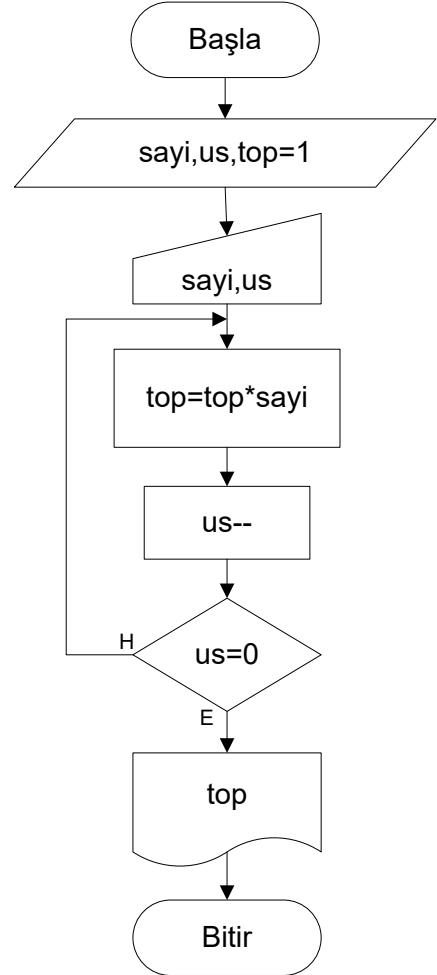 Başla
sayi,us,top=1
sayi,us
top=top*sayi
us--
H
us=0
E
top
Bitir